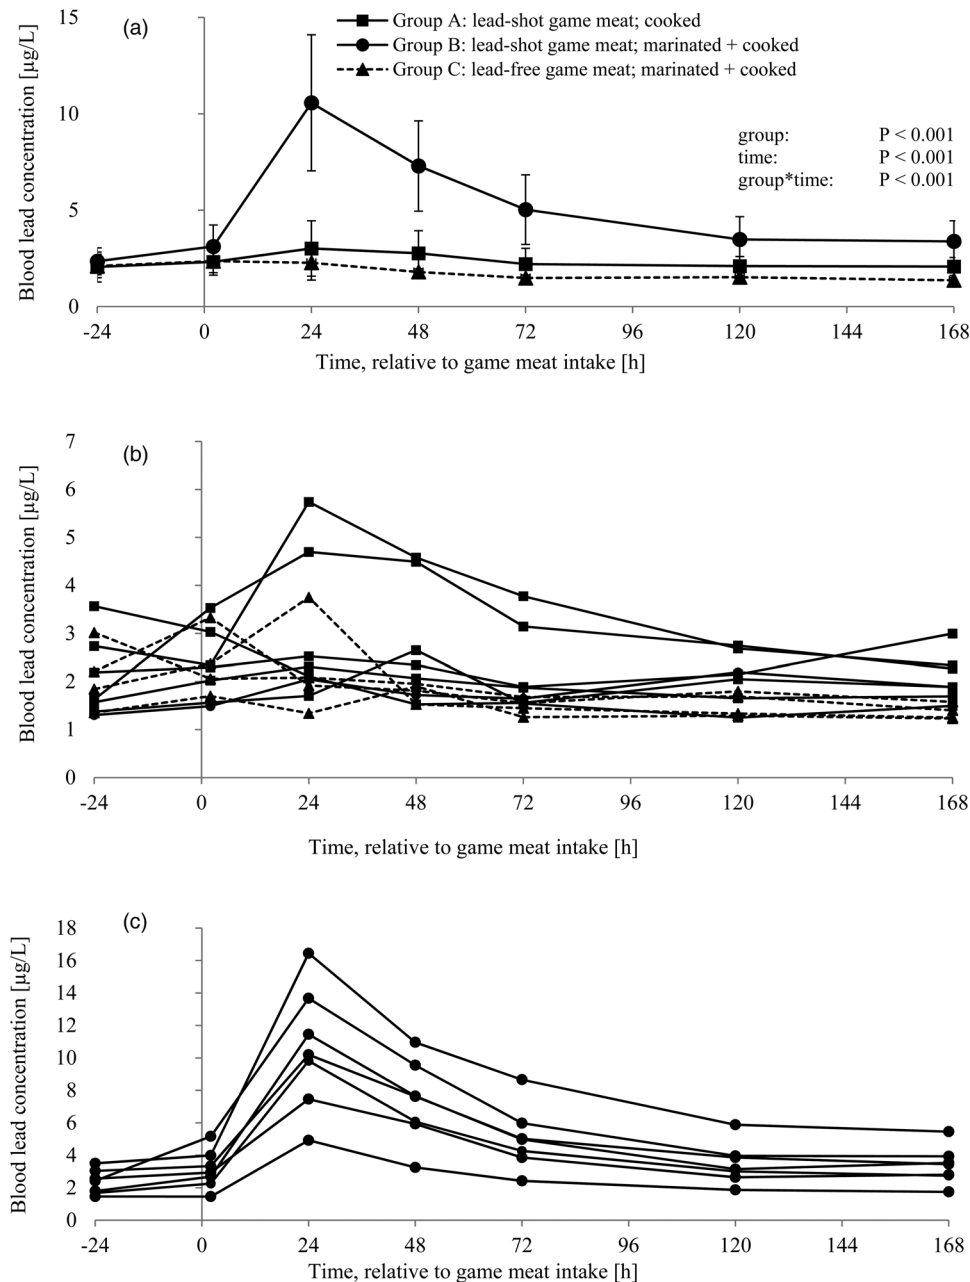 (a)
Group A: lead-shot game meat; cooked
Group B: lead-shot game meat; marinated + cooked
Group C: lead-free game meat; marinated + cooked
group: P < 0.001
time: P < 0.001
group*time: P < 0.001
Blood lead concentration [µg/L]
15
10
5
0
-24 0 24 48 72 96 120 144 168
Time, relative to game meat intake [h]
(b)
Blood lead concentration [µg/L]
7
6
5
4
3
2
1
0
-24 0 24 48 72 96 120 144 168
Time, relative to game meat intake [h]
(c)
Blood lead concentration [µg/L]
18
16
14
12
10
8
6
4
2
0
-24 0 24 48 72 96 120 144 168
Time, relative to game meat intake [h]